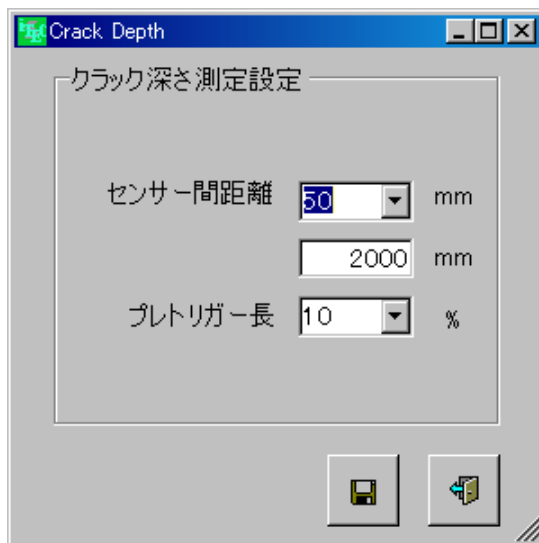 Crack Depth
クラック深さ測定設定
センサー間距離 50 mm
2000 mm
プレトリガー長 10 %